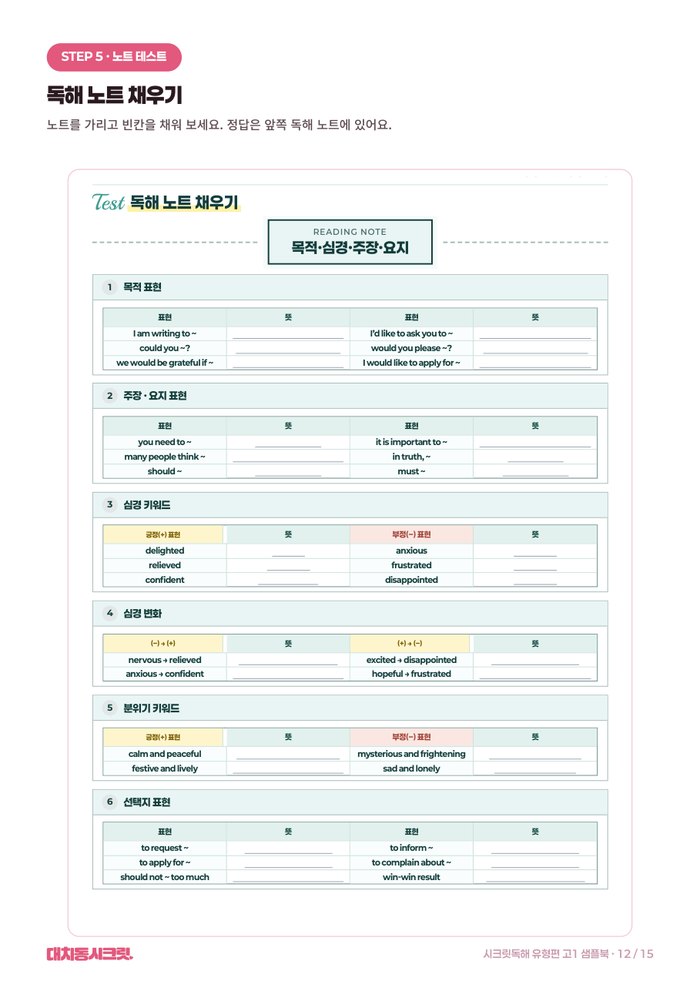 STEP 5 · 노트 테스트
독해 노트 채우기
노트를 가리고 빈칸을 채워 보세요. 정답은 앞쪽 독해 노트에 있어요.
Test 독해 노트 채우기
READING NOTE
목적·심경·주장·요지
1 목적 표현
표현 뜻 표현 뜻
I am writing to ~ I'd like to ask you to ~
could you ~? would you please ~?
we would be grateful if ~ I would like to apply for ~
2 주장·요지 표현
표현 뜻 표현 뜻
you need to ~ it is important to ~
many people think ~ in truth, ~
should ~ must ~
3 심경 키워드
긍정(+) 표현 뜻 부정(−) 표현 뜻
delighted anxious
relieved frustrated
confident disappointed
4 심경 변화
(−) → (+) 뜻 (+) → (−) 뜻
nervous → relieved excited → disappointed
anxious → confident hopeful → frustrated
5 분위기 키워드
긍정(+) 표현 뜻 부정(−) 표현 뜻
calm and peaceful mysterious and frightening
festive and lively sad and lonely
6 선택지 표현
표현 뜻 표현 뜻
to request ~ to inform ~
to apply for ~ to complain about ~
should not ~ too much win-win result
대치동시크릿.
시크릿독해 유형편 고1 샘플북 · 12 / 15